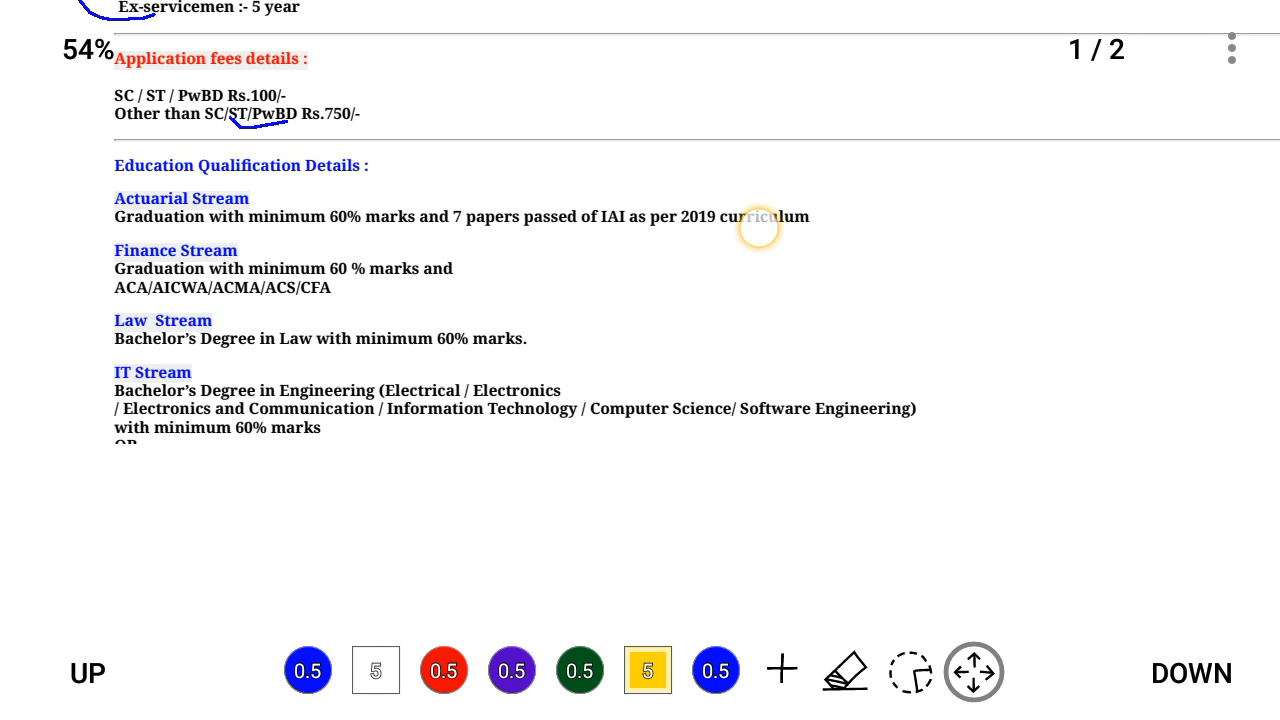 Ex-servicemen :- 5 year
54%
Application fees details :
1 / 2
SC / ST / PwBD Rs.100/-
Other than SC/ST/PwBD Rs.750/-
Education Qualification Details :
Actuarial Stream
Graduation with minimum 60% marks and 7 papers passed of IAI as per 2019 curriculum
Finance Stream
Graduation with minimum 60 % marks and
ACA/AICWA/ACMA/ACS/CFA
Law  Stream
Bachelor’s Degree in Law with minimum 60% marks.
IT Stream
Bachelor’s Degree in Engineering (Electrical / Electronics
/ Electronics and Communication / Information Technology / Computer Science/ Software Engineering)
with minimum 60% marks
OR
UP 0.5 5 0.5 0.5 0.5 5 0.5 DOWN